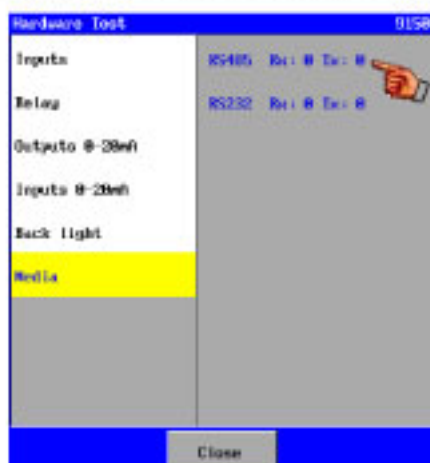 Hardware Test 9150
Inputs
RS485 Rx: 0 Tx: 0
Relay
RS232 Rx: 0 Tx: 0
Outputs 0-20mA
Inputs 0-20mA
Back light
Media
Close